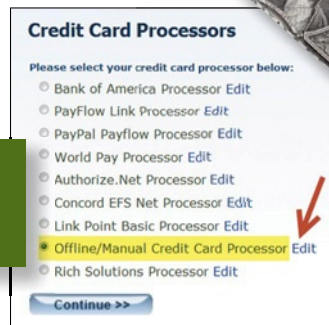 Credit Card Processors
Please select your credit card processor below:
Bank of America Processor Edit
PayFlow Link Processor Edit
PayPal Payflow Processor Edit
World Pay Processor Edit
Authorize.Net Processor Edit
Concord EFS Net Processor Edit
Link Point Basic Processor Edit
Offline/Manual Credit Card Processor Edit
Rich Solutions Processor Edit
Continue >>